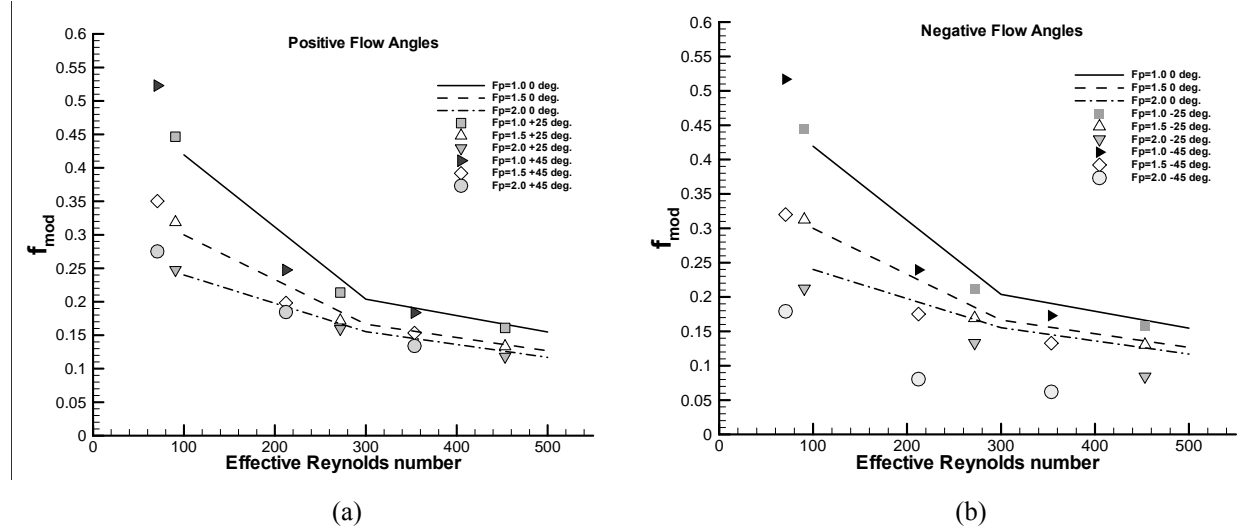 Positive Flow Angles
Fp=1.0 0 deg.
Fp=1.5 0 deg.
Fp=2.0 0 deg.
Fp=1.0 +25 deg.
Fp=1.5 +25 deg.
Fp=2.0 +25 deg.
Fp=1.0 +45 deg.
Fp=1.5 +45 deg.
Fp=2.0 +45 deg.
f mod
0.6
0.55
0.5
0.45
0.4
0.35
0.3
0.25
0.2
0.15
0.1
0.05
0
0 100 200 300 400 500
Effective Reynolds number
(a)
Negative Flow Angles
Fp=1.0 0 deg.
Fp=1.5 0 deg.
Fp=2.0 0 deg.
Fp=1.0 -25 deg.
Fp=1.5 -25 deg.
Fp=2.0 -25 deg.
Fp=1.0 -45 deg.
Fp=1.5 -45 deg.
Fp=2.0 -45 deg.
f mod
0.6
0.55
0.5
0.45
0.4
0.35
0.3
0.25
0.2
0.15
0.1
0.05
0
0 100 200 300 400 500
Effective Reynolds number
(b)